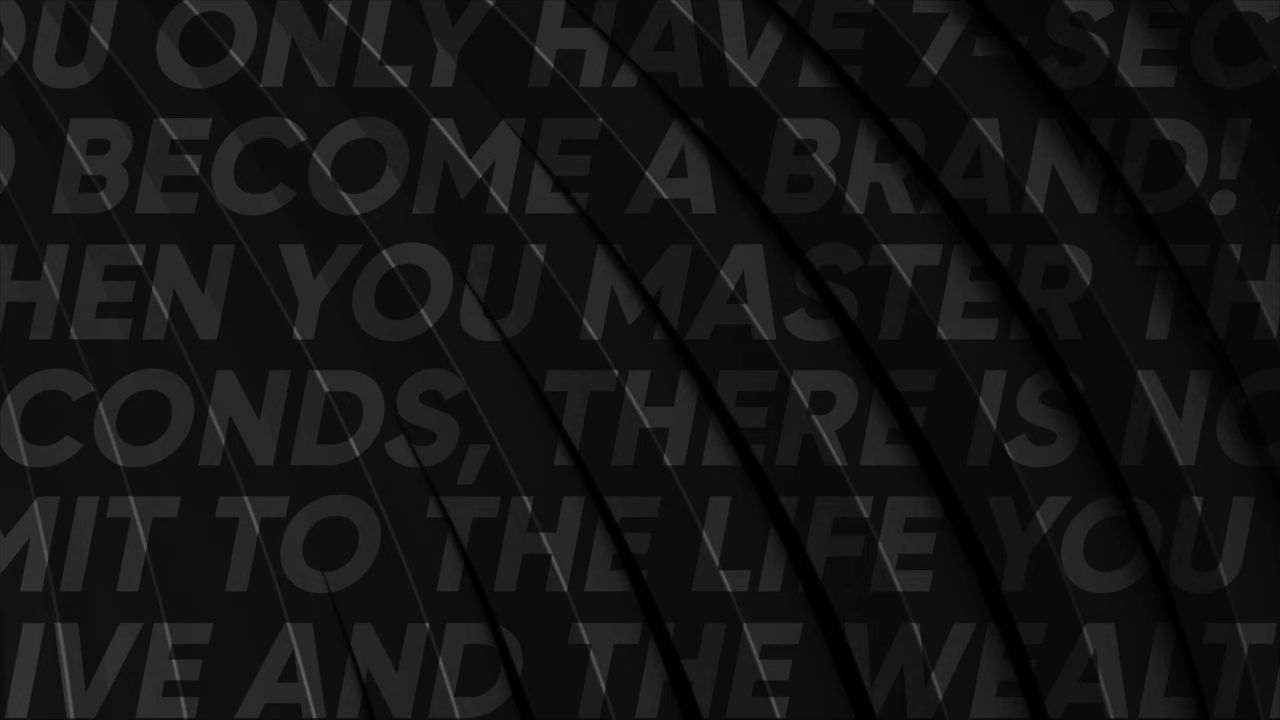 OU ONLY HAVE 7-SEC
O BECOME A BRAND!
HEN YOU MASTER TH
CONDS, THERE IS NO
MIT TO THE LIFE YOU
IVE AND THE WEALT